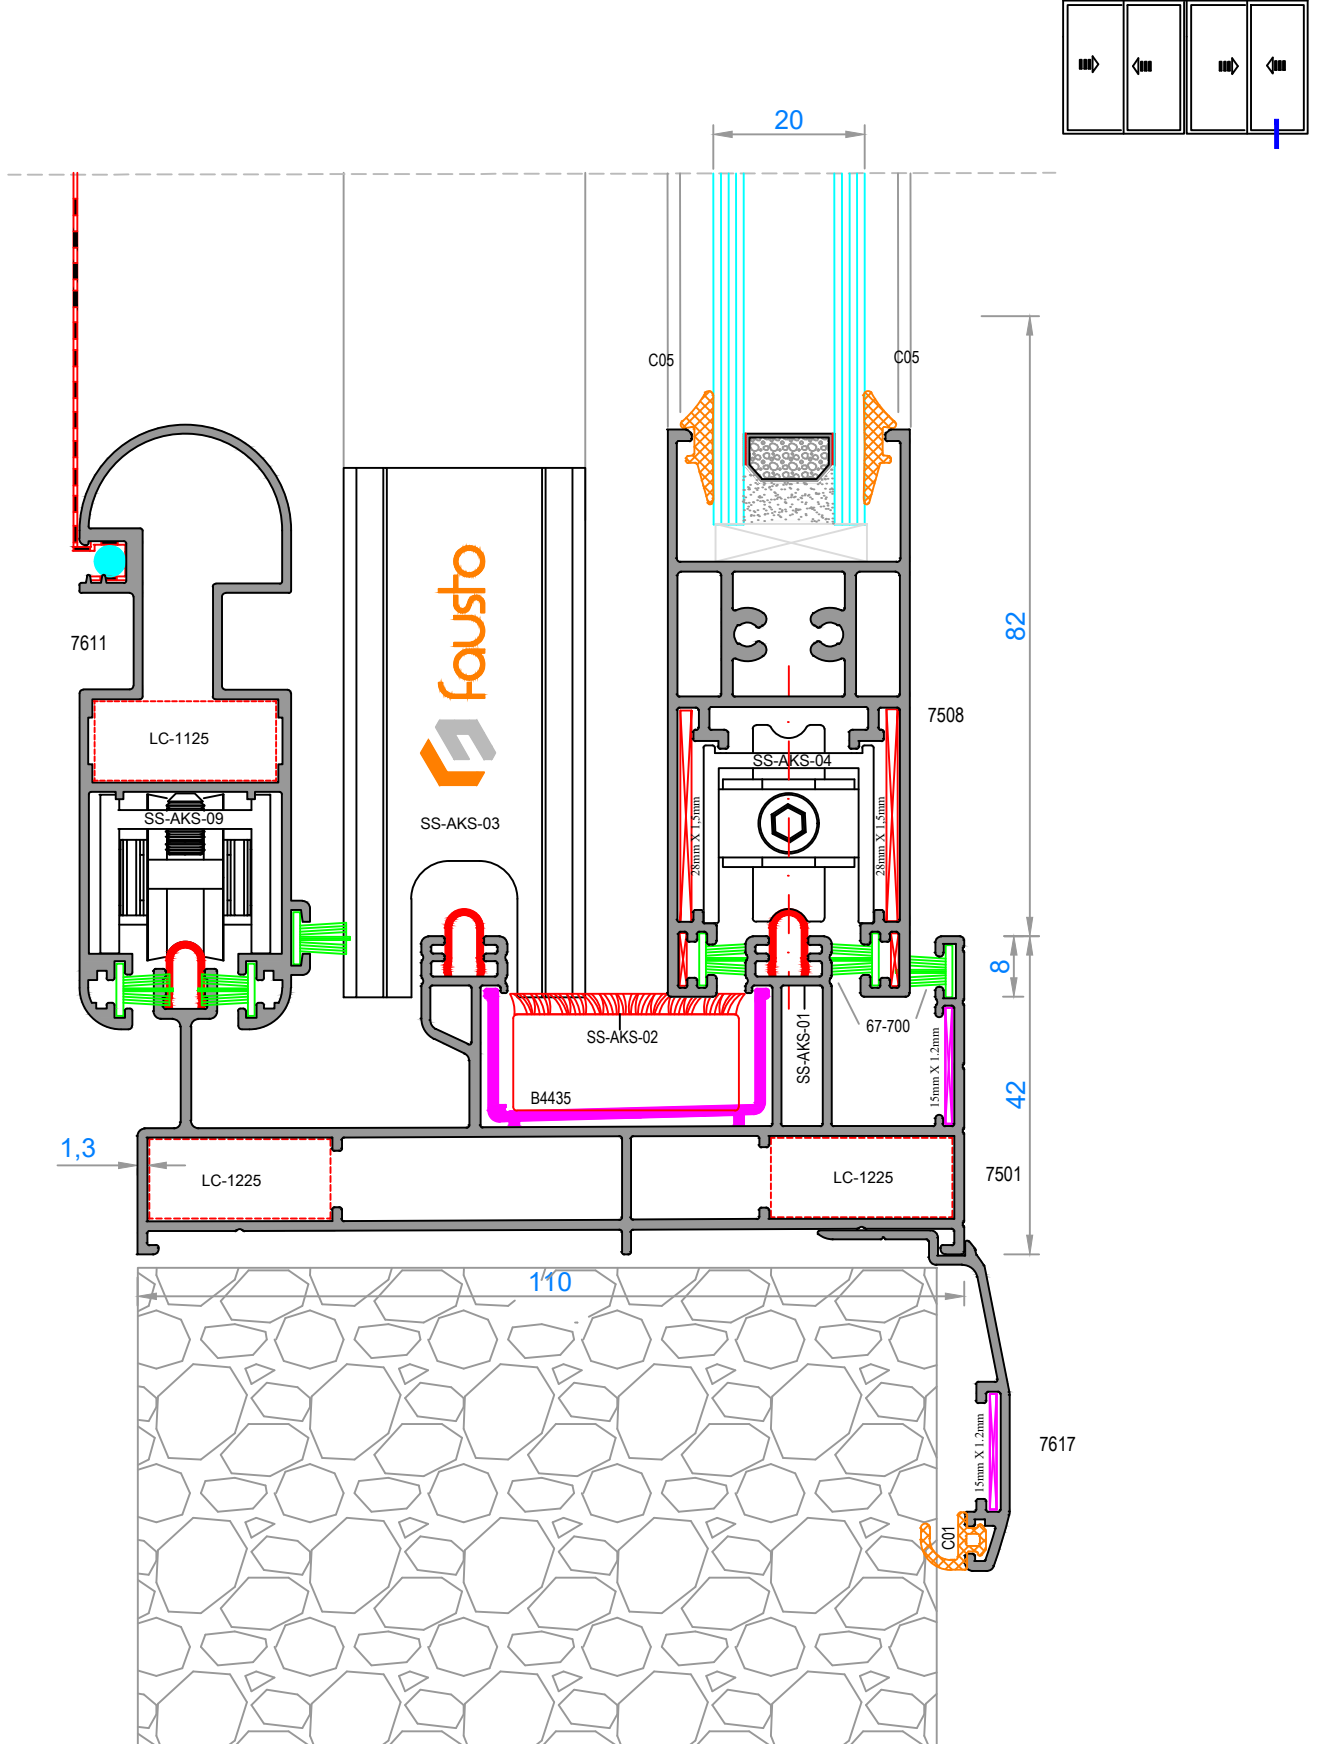 20
C05
C05
fausto
82
7611
7508
LC-1125
SS-AKS-04
SS-AKS-09
SS-AKS-03
28mm X 1,5mm
28mm X 1,5mm
8
67-700
SS-AKS-02
SS-AKS-01
15mm X 1.2mm
B4435
42
1,3
LC-1225
LC-1225
7501
110
15mm X 1.2mm
7617
C01